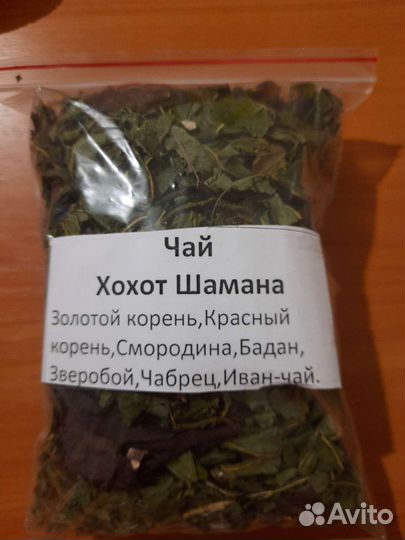 Чай
Хохот Шамана
Золотой корень,Красный
корень,Смородина,Бадан,
Зверобой,Чабрец,Иван-чай.
Avito